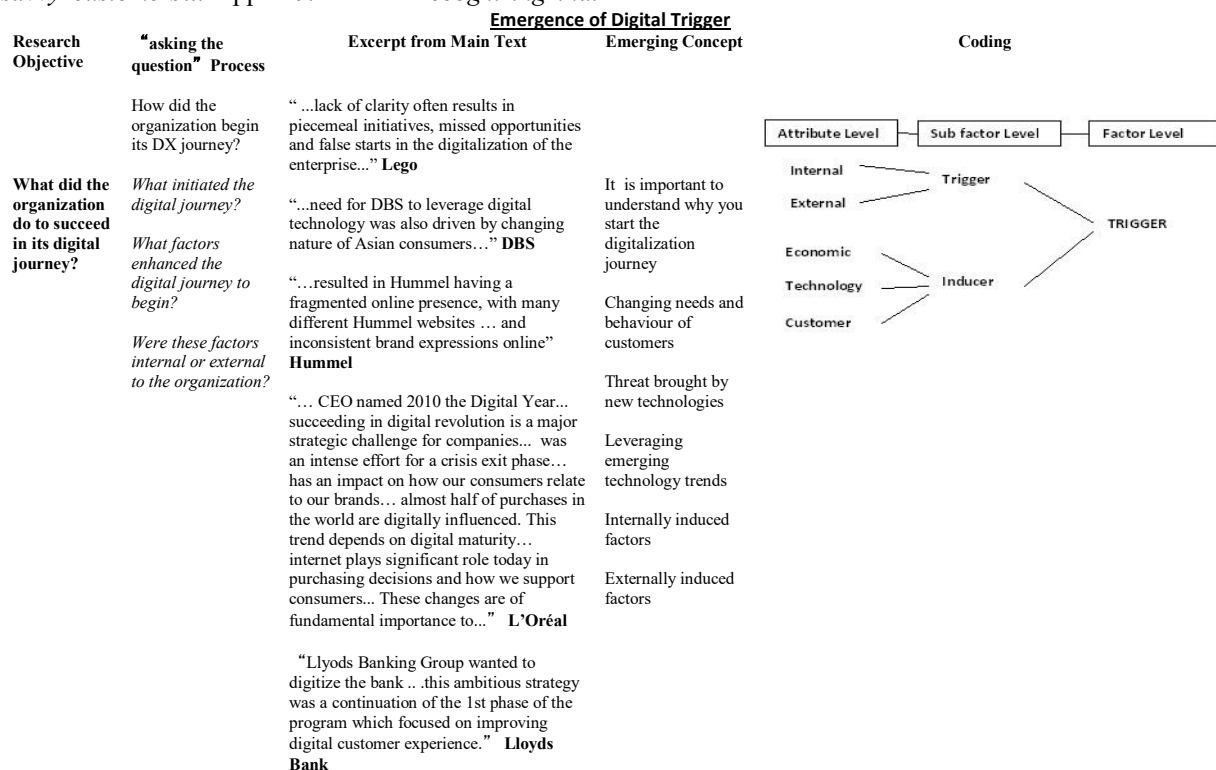 Emergence of Digital Trigger
Research
Objective
"asking the
question" Process
Excerpt from Main Text
Emerging Concept
Coding
What did the
organization
do to succeed
in its digital
journey?
How did the
organization begin
its DX journey?
What initiated the
digital journey?
What factors
enhanced the
digital journey to
begin?
Were these factors
internal or external
to the organization?
“ ...lack of clarity often results in
piecemeal initiatives, missed opportunities
and false starts in the digitalization of the
enterprise...” Lego
“...need for DBS to leverage digital
technology was also driven by changing
nature of Asian consumers…” DBS
“…resulted in Hummel having a
fragmented online presence, with many
different Hummel websites … and
inconsistent brand expressions online”
Hummel
“… CEO named 2010 the Digital Year...
succeeding in digital revolution is a major
strategic challenge for companies... was
an intense effort for a crisis exit phase…
has an impact on how our consumers relate
to our brands… almost half of purchases in
the world are digitally influenced. This
trend depends on digital maturity…
internet plays significant role today in
purchasing decisions and how we support
consumers... These changes are of
fundamental importance to...” L’Oréal
“Llyods Banking Group wanted to
digitize the bank .. .this ambitious strategy
was a continuation of the 1st phase of the
program which focused on improving
digital customer experience.” Lloyds
Bank
It is important to
understand why you
start the
digitalization
journey
Changing needs and
behaviour of
customers
Threat brought by
new technologies
Leveraging
emerging
technology trends
Internally induced
factors
Externally induced
factors
Attribute Level
Sub factor Level
Factor Level
Internal
External
Trigger
Economic
Technology
Customer
Inducer
TRIGGER